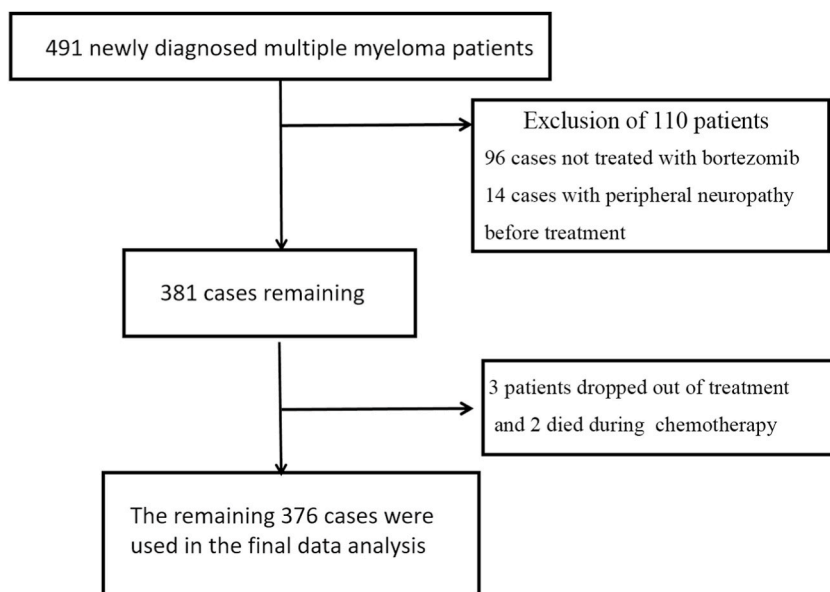 491 newly diagnosed multiple myeloma patients
Exclusion of 110 patients
96 cases not treated with bortezomib
14 cases with peripheral neuropathy
before treatment
381 cases remaining
3 patients dropped out of treatment
and 2 died during chemotherapy
The remaining 376 cases were
used in the final data analysis